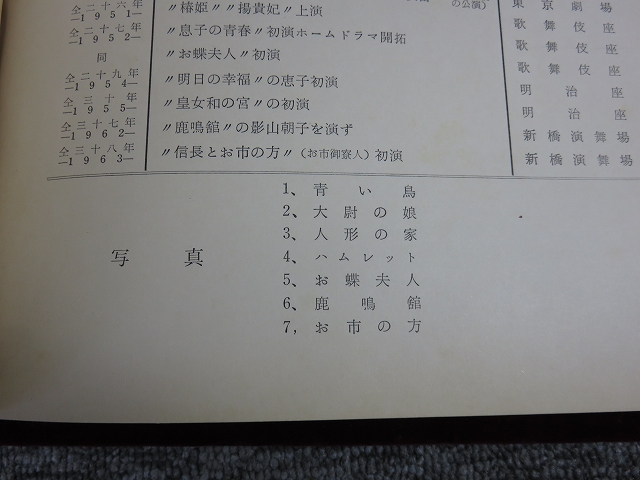 の公演)
全二十六年 〃椿姫〃〃揚貴妃〃上演 東京劇場
―1951―
全二十七年 〃息子の青春〃初演ホームドラマ開拓 歌舞伎座
―1952―
同 〃お蝶夫人〃初演 歌舞伎座
全二十九年 〃明日の幸福〃の恵子初演 歌舞伎座
―1954―
全三十年 〃皇女和の宮〃の初演 明治座
―1955―
〃鹿鳴館〃の影山朝子を演ず 明治座
全三十七年 新橋演舞場
―1962―
全三十八年 〃信長とお市の方〃(お市御寮人)初演 新橋演舞場
―1963―
写真
1、青い鳥
2、大尉の娘
3、人形の家
4、ハムレット
5、お蝶夫人
6、鹿鳴舘
7,お市の方